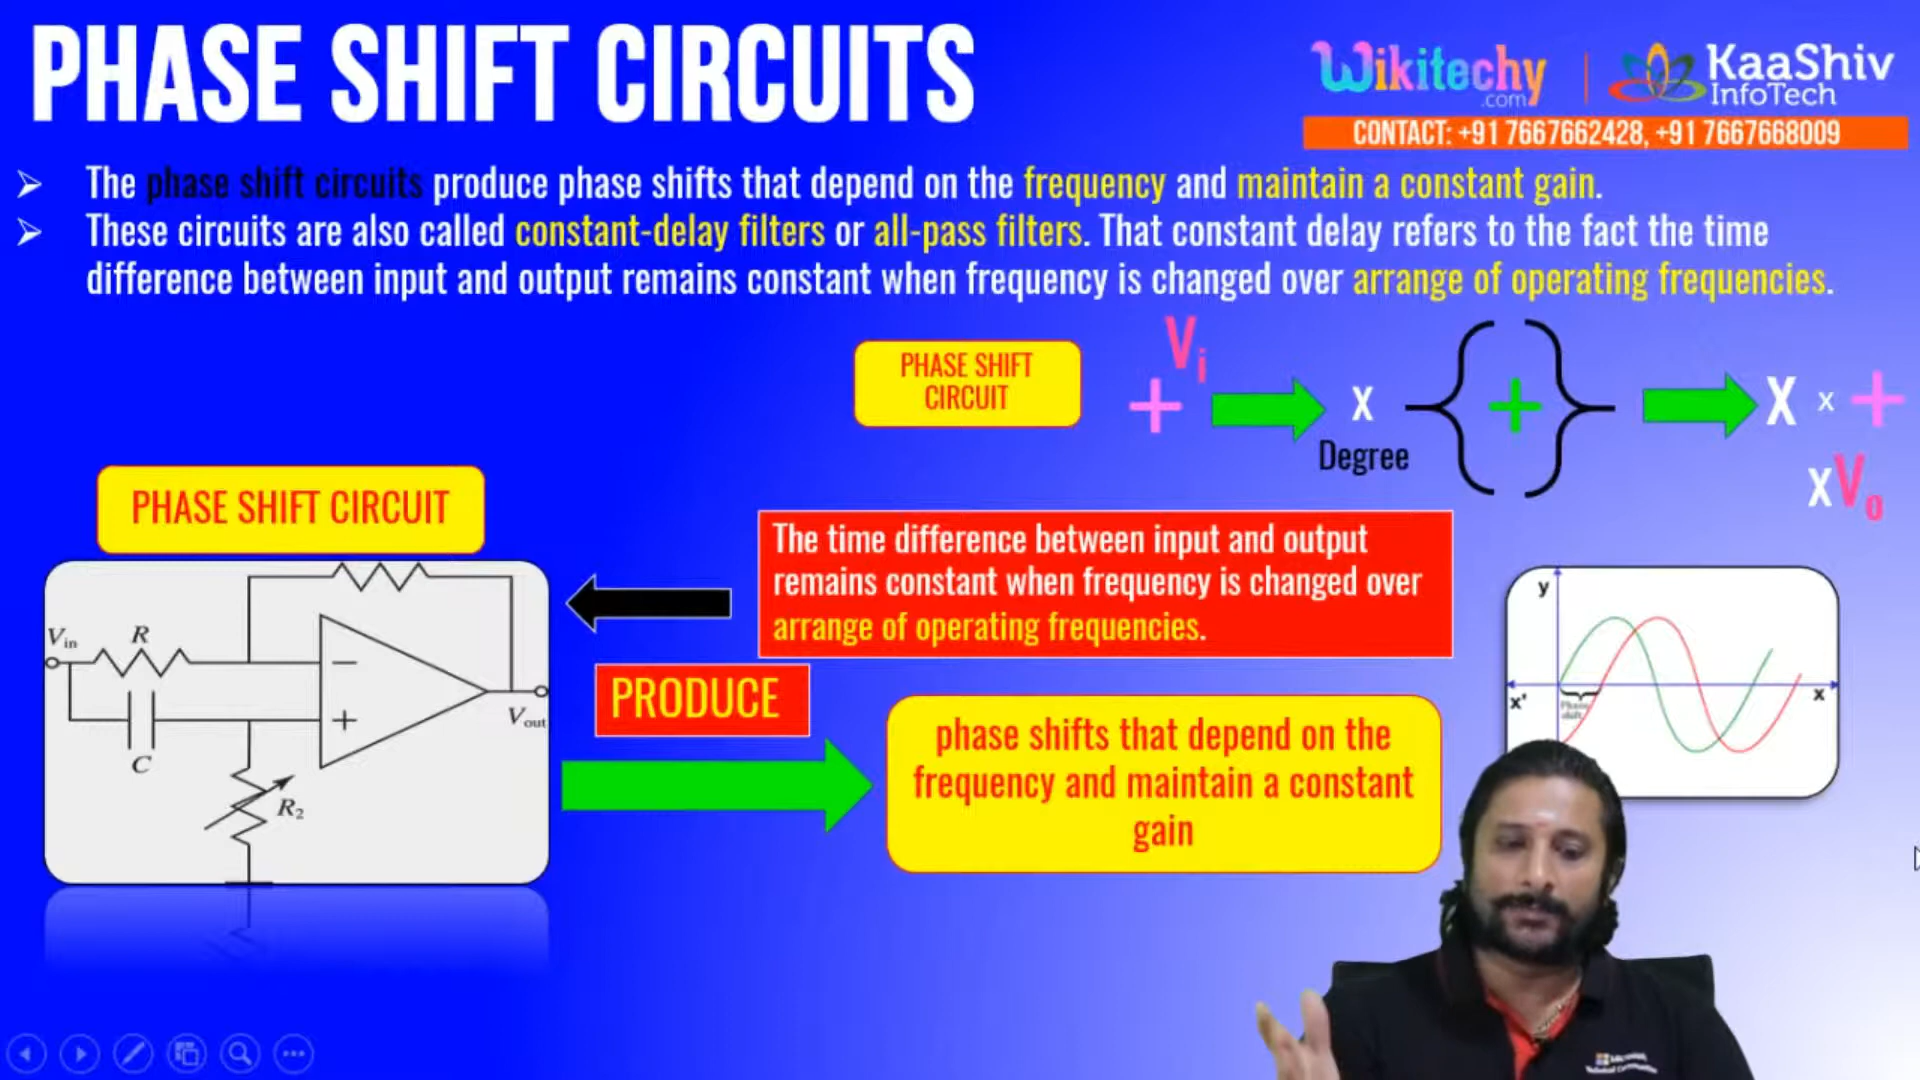 PHASE SHIFT CIRCUITS
Wikitechy
.com
KaaShiv
InfoTech
CONTACT: +91 7667662428, +91 7667668009
The phase shift circuits produce phase shifts that depend on the frequency and maintain a constant gain.
These circuits are also called constant-delay filters or all-pass filters. That constant delay refers to the fact the time
difference between input and output remains constant when frequency is changed over arrange of operating frequencies.
PHASE SHIFT
CIRCUIT
Vi
+
X
Degree
{+}
X x +
xVo
PHASE SHIFT CIRCUIT
The time difference between input and output
remains constant when frequency is changed over
arrange of operating frequencies.
Vin
R
−
+
C
R2
Vout
PRODUCE
phase shifts that depend on the
frequency and maintain a constant
gain
y
x'
x
Phase
shift
Microsoft